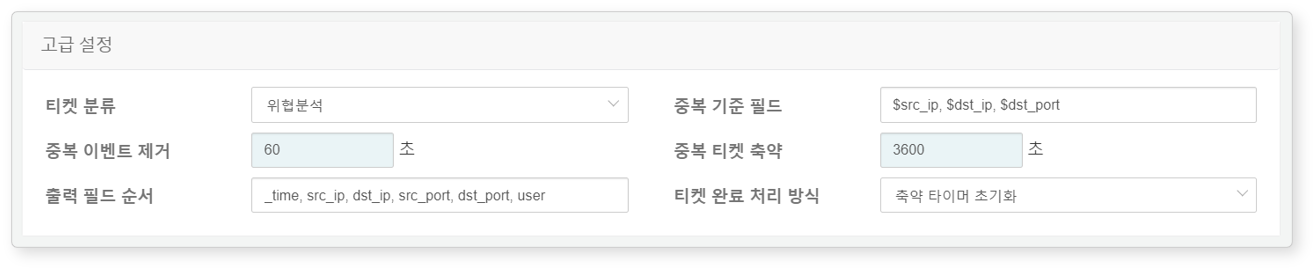 고급 설정
티켓 분류 위협분석 중복 기준 필드 $src_ip, $dst_ip, $dst_port
중복 이벤트 제거 60 초 중복 티켓 축약 3600 초
출력 필드 순서 _time, src_ip, dst_ip, src_port, dst_port, user 티켓 완료 처리 방식 축약 타이머 초기화